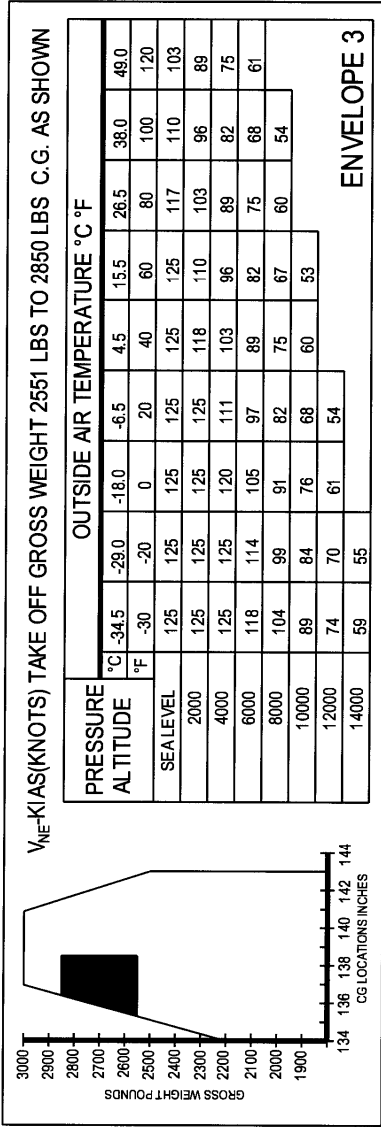 V_NE-KIAS(KNOTS) TAKE OFF GROSS WEIGHT 2551 LBS TO 2850 LBS C.G. AS SHOWN
3000
2900
2800
2700
2600
2500
2400
2300
2200
2100
2000
1900
GROSS WEIGHT POUNDS
134 136 138 140 142 144
CG LOCATIONS INCHES
PRESSURE ALTITUDE
OUTSIDE AIR TEMPERATURE °C °F
°C -34.5 -29.0 -18.0 -6.5 4.5 15.5 26.5 38.0 49.0
°F -30 -20 0 20 40 60 80 100 120
SEA LEVEL 125 125 125 125 125 125 117 110 103
2000 125 125 125 125 118 110 103 96 89
4000 125 125 120 111 103 96 89 82 75
6000 118 114 105 97 89 82 75 68 61
8000 104 99 91 82 75 67 60 54
10000 89 84 76 68 60 53
12000 74 70 61 54
14000 59 55
ENVELOPE 3